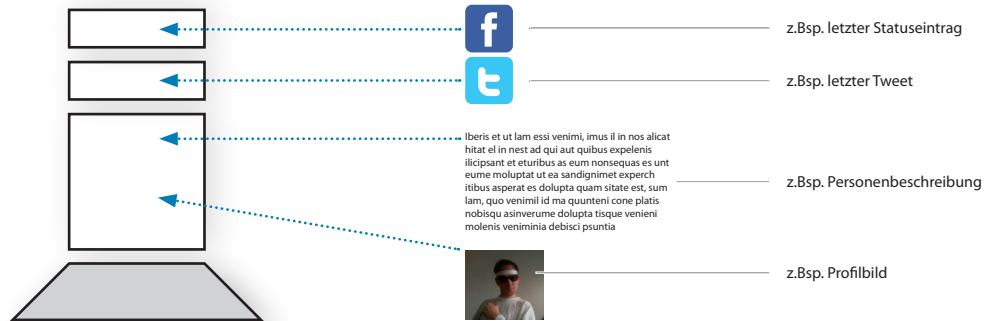 f
z.Bsp. letzter Statuseintrag
t
z.Bsp. letzter Tweet
Iberis et ut lam essi venimi, imus il in nos alicat
hitat el in nest ad qui aut quibus expelenis
ilicipsant et eturibus as eum nonsequas es unt
eume moluptat ut ea sandignimet experch
itibus asperat es dolupta quam sitate est, sum
lam, quo venimil id ma quunteni cone platis
nobisqu asinverume dolupta tisque venieni
molenis veniminia debisci psuntia
z.Bsp. Personenbeschreibung
z.Bsp. Profilbild